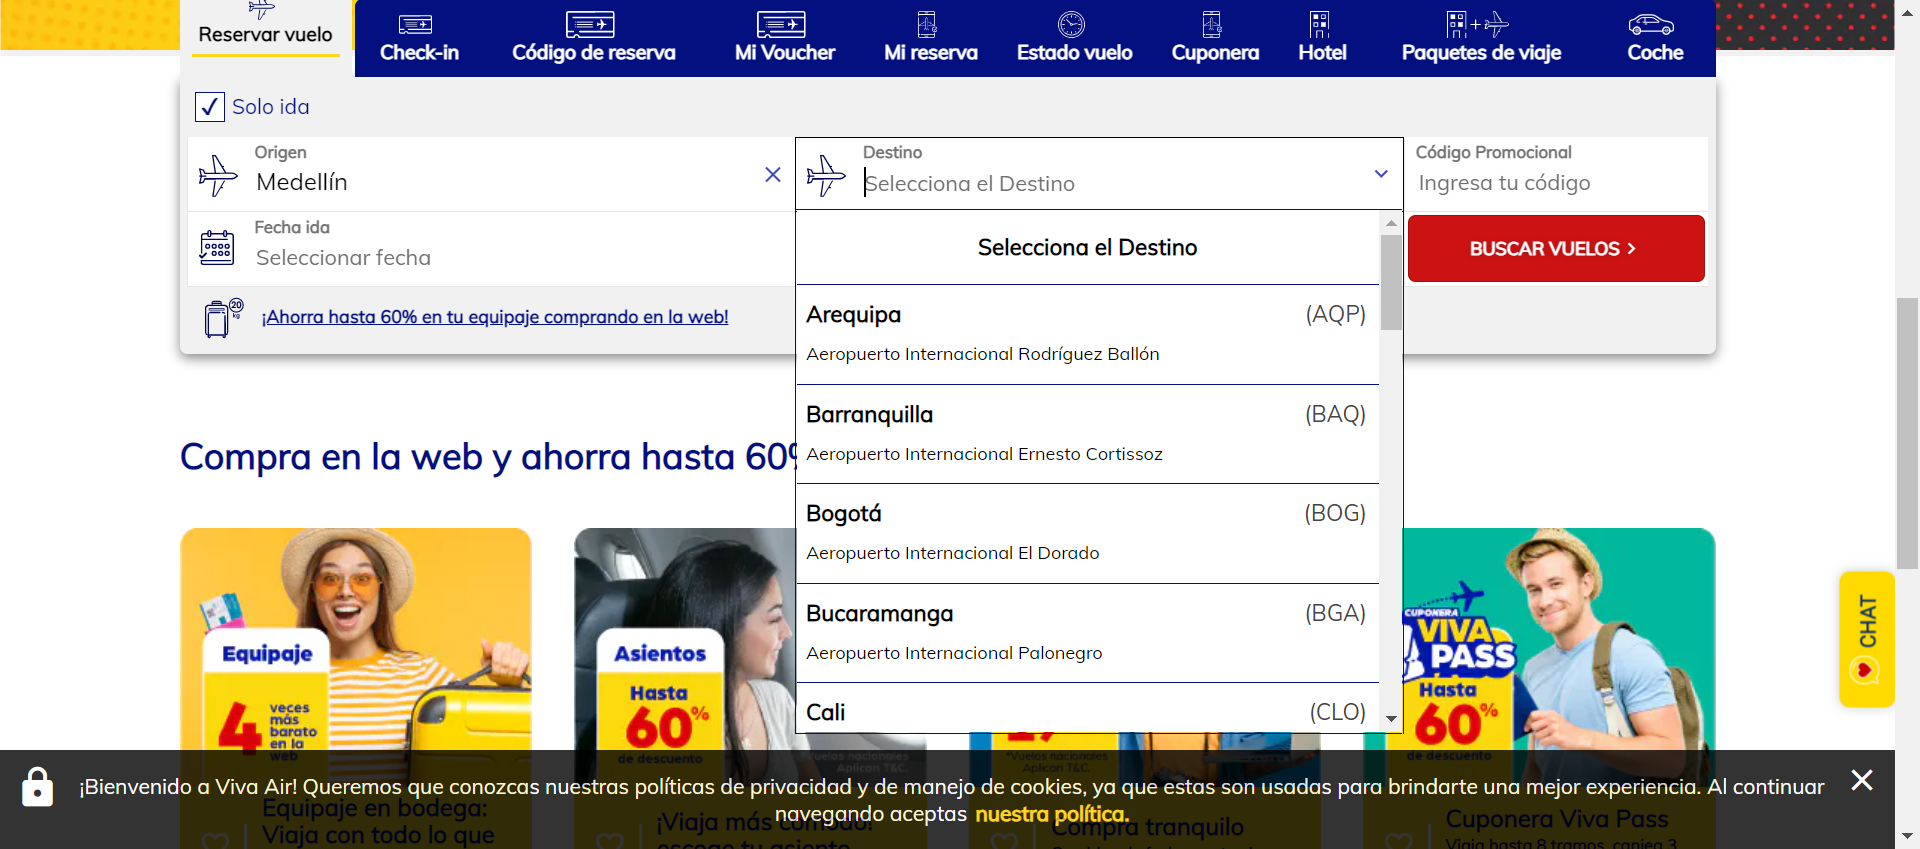 Reservar vuelo
Check-in
Código de reserva
Mi Voucher
Mi reserva
Estado vuelo
Cuponera
Hotel
Paquetes de viaje
Coche
Solo ida
Origen
Medellín
Destino
Selecciona el Destino
Código Promocional
Ingresa tu código
Fecha ida
Seleccionar fecha
BUSCAR VUELOS >
20
kg
¡Ahorra hasta 60% en tu equipaje comprando en la web!
Selecciona el Destino
Arequipa (AQP)
Aeropuerto Internacional Rodríguez Ballón
Barranquilla (BAQ)
Aeropuerto Internacional Ernesto Cortissoz
Bogotá (BOG)
Aeropuerto Internacional El Dorado
Bucaramanga (BGA)
Aeropuerto Internacional Palonegro
Cali (CLO)
Compra en la web y ahorra hasta 60%
Equipaje
4 veces
más
barato
en la
web
Asientos
Hasta
60%
de descuento
*Vuelos nacionales
Aplican T&C.
*Vuelos nacionales
Aplican T&C.
CUPONERA
VIVA
PASS
Hasta
60%
de descuento
CHAT
¡Bienvenido a Viva Air! Queremos que conozcas nuestras políticas de privacidad y de manejo de cookies, ya que estas son usadas para brindarte una mejor experiencia. Al continuar
navegando aceptas nuestra política.
Equipaje en bodega:
Viaja con todo lo que
¡Viaja más cómodo!
escoge tu asiento
Compra tranquilo
Cuponera Viva Pass
Viaja hasta 8 tramos, canjea 3